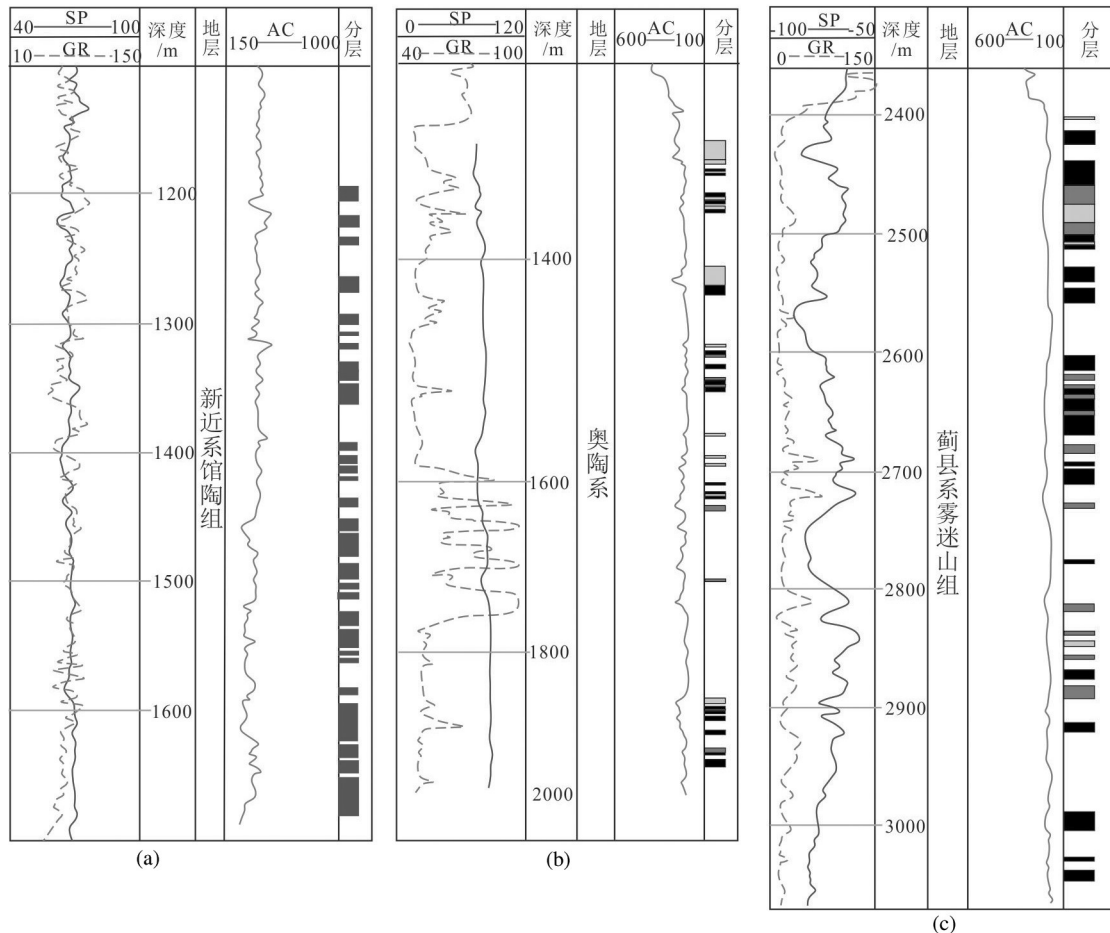 SP
40 100
GR
10 150
深度
/m
地
层
AC
150 1000
分
层
1200
1300
1400
1500
1600
新近系馆陶组
(a)
SP
0 120
GR
40 100
深度
/m
地
层
AC
600 100
分
层
1400
1600
1800
2000
奥陶系
(b)
SP
-100 -50
GR
0 150
深度
/m
地
层
AC
600 100
分
层
2400
2500
2600
2700
2800
2900
3000
蓟县系雾迷山组
(c)